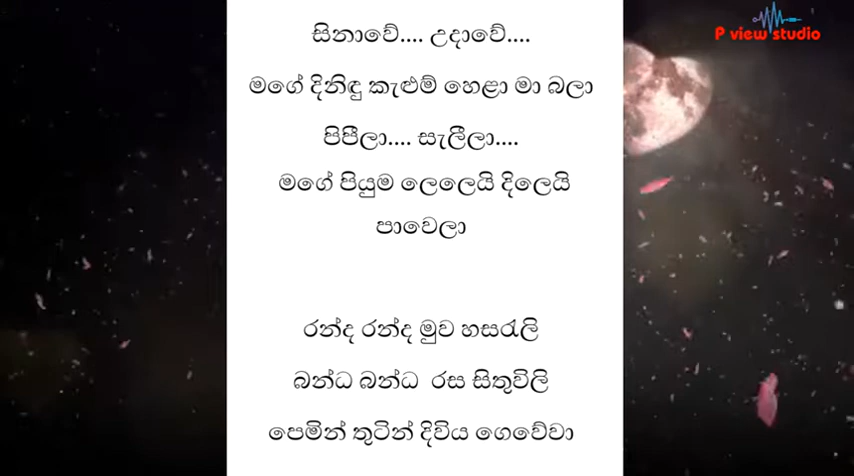 P view studio
සිනාවේ.... උදාවේ....
මගේ දිනිඳු කැළුම් හෙළා මා බලා
පිපීලා.... සැලීලා....
මගේ පියුම ලෙලෙයි දිලෙයි
පාවෙලා
රන්ද රන්ද මුව හසරැලි
බන්ධ බන්ධ රස සිතුවිලි
පෙමින් තුටින් දිවිය ගෙවේවා